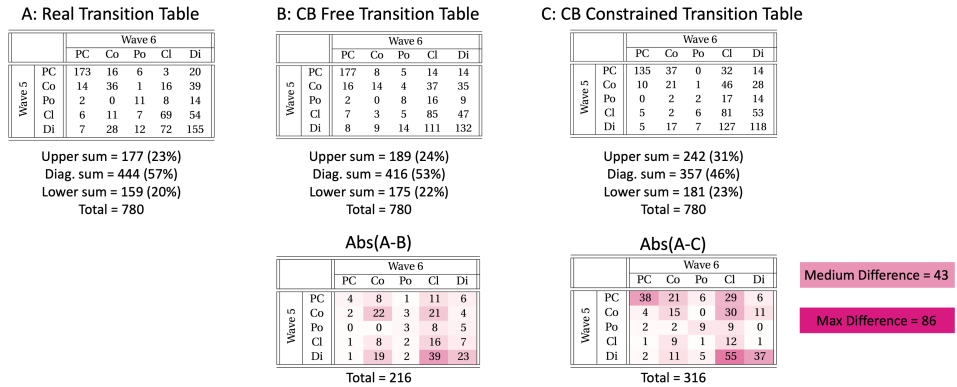 A: Real Transition Table
Wave 6
PC Co Po Cl Di
Wave 5
PC 173 16 6 3 20
Co 14 36 1 16 39
Po 2 0 11 8 14
Cl 6 11 7 69 54
Di 7 28 12 72 155
Upper sum = 177 (23%)
Diag. sum = 444 (57%)
Lower sum = 159 (20%)
Total = 780
B: CB Free Transition Table
Wave 6
PC Co Po Cl Di
Wave 5
PC 177 8 5 14 14
Co 16 14 4 37 35
Po 2 0 8 16 9
Cl 7 3 5 85 47
Di 8 9 14 111 132
Upper sum = 189 (24%)
Diag. sum = 416 (53%)
Lower sum = 175 (22%)
Total = 780
C: CB Constrained Transition Table
Wave 6
PC Co Po Cl Di
Wave 5
PC 135 37 0 32 14
Co 10 21 1 46 28
Po 0 2 2 17 14
Cl 5 2 6 81 53
Di 5 17 7 127 118
Upper sum = 242 (31%)
Diag. sum = 357 (46%)
Lower sum = 181 (23%)
Total = 780
Abs(A-B)
Wave 6
PC Co Po Cl Di
Wave 5
PC 4 8 1 11 6
Co 2 22 3 21 4
Po 0 0 3 8 5
Cl 1 8 2 16 7
Di 1 19 2 39 23
Total = 216
Abs(A-C)
Wave 6
PC Co Po Cl Di
Wave 5
PC 38 21 6 29 6
Co 4 15 0 30 11
Po 2 2 9 9 0
Cl 1 9 1 12 1
Di 2 11 5 55 37
Total = 316
Medium Difference = 43
Max Difference = 86